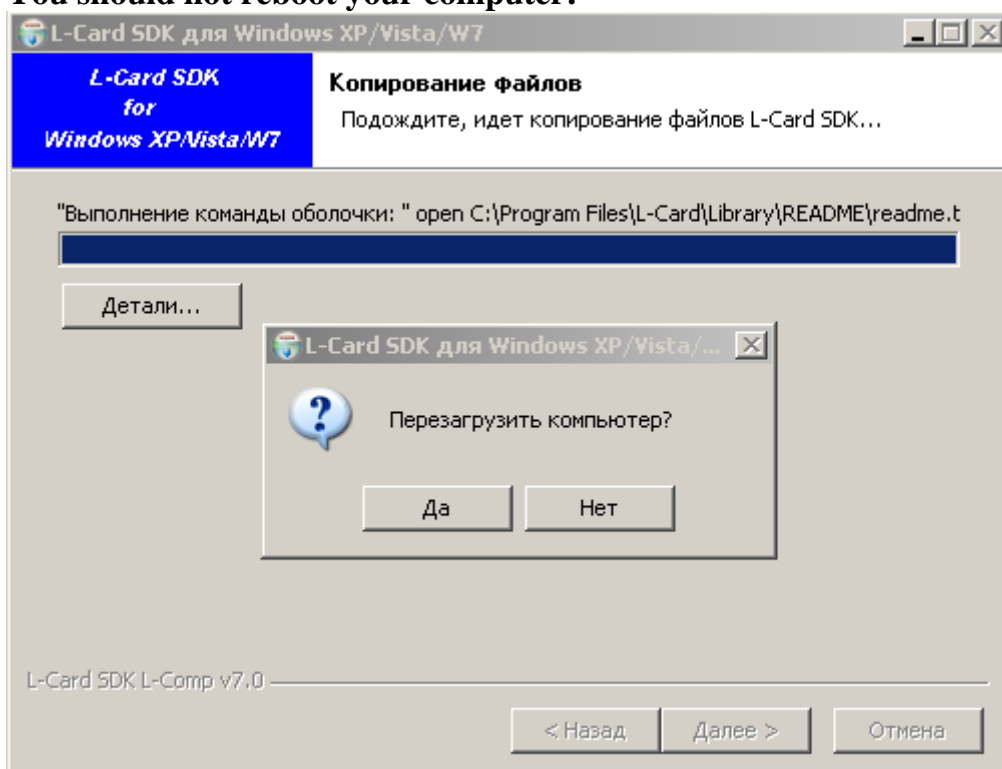 You should not reboot your computer!
L-Card SDK для Windows XP/Vista/W7
L-Card SDK
for
Windows XP/Vista/W7
Копирование файлов
Подождите, идет копирование файлов L-Card SDK...
"Выполнение команды оболочки: " open C:\Program Files\L-Card\Library\README\readme.t
Детали...
L-Card SDK для Windows XP/Vista/...
Перезагрузить компьютер?
Да
Нет
L-Card SDK L-Comp v7.0
< Назад
Далее >
Отмена